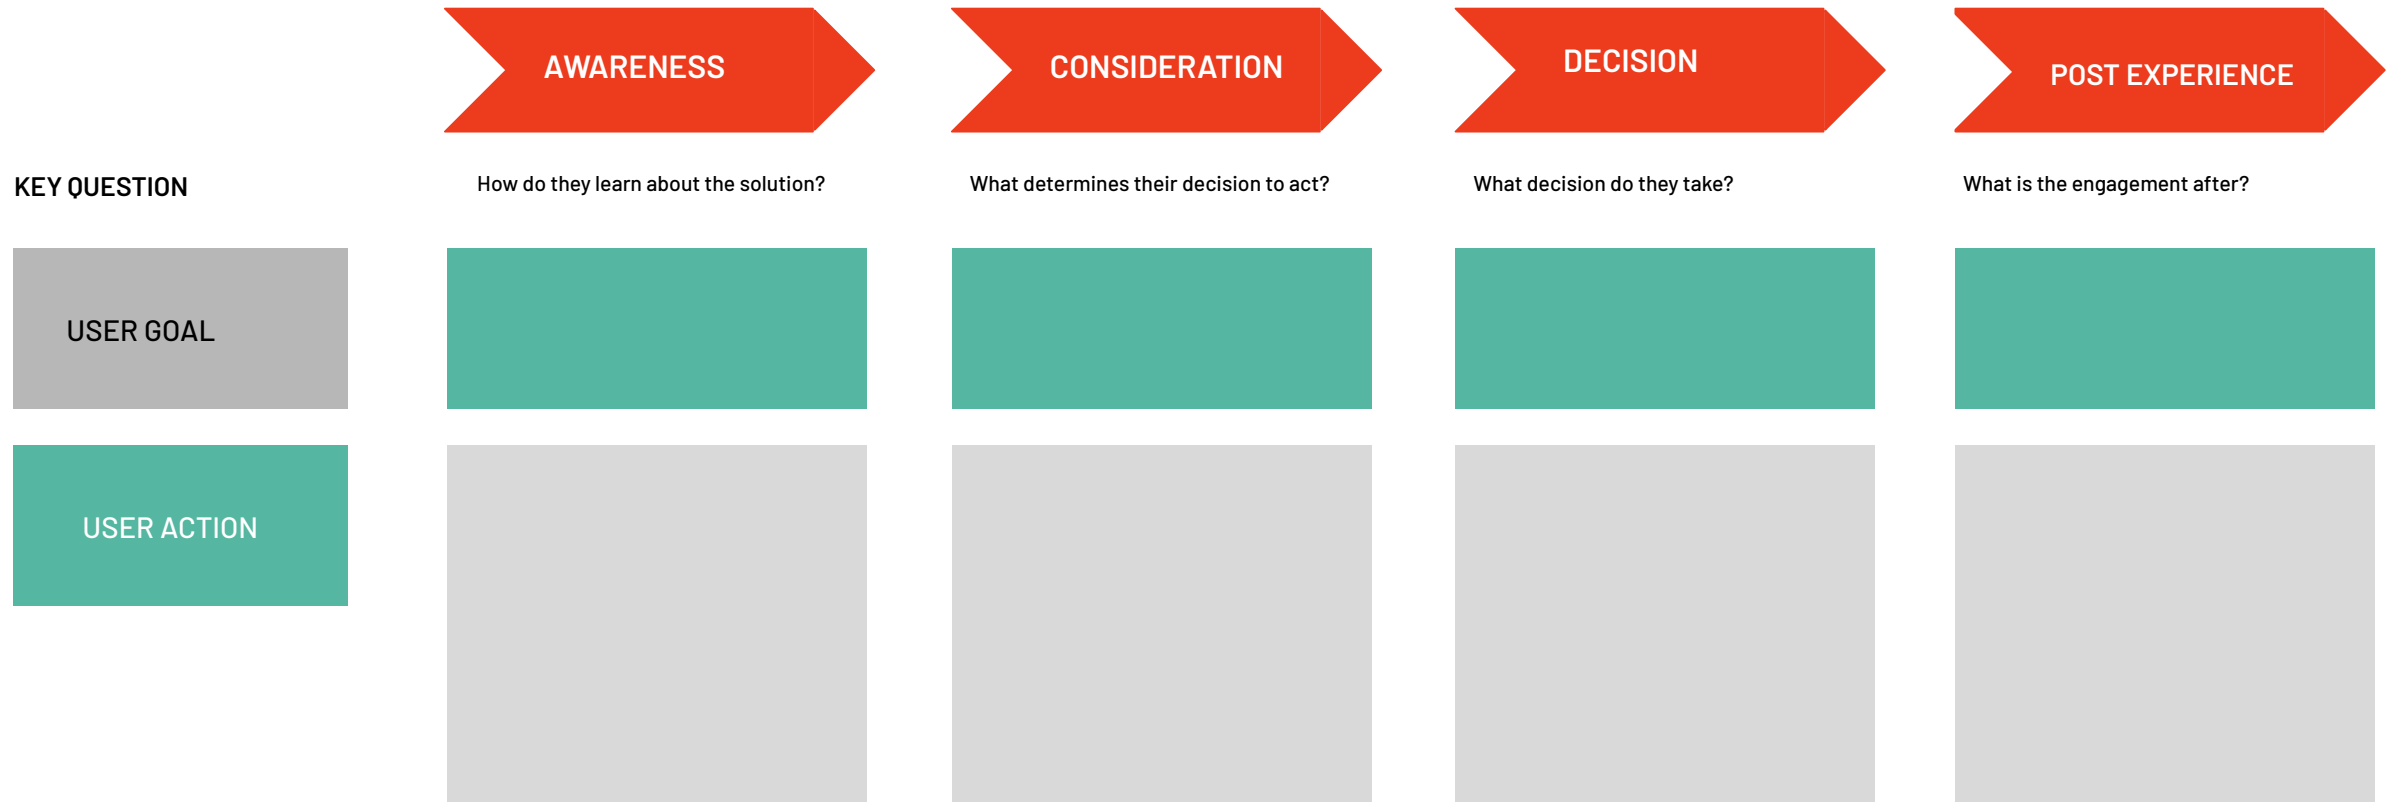 AWARENESS
CONSIDERATION
DECISION
POST EXPERIENCE
KEY QUESTION
How do they learn about the solution?
What determines their decision to act?
What decision do they take?
What is the engagement after?
USER GOAL
USER ACTION